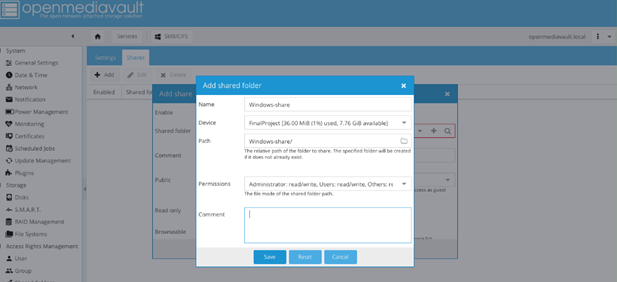 openmediavault
The open network attached storage solution
Services
SMB/CIFS
openmediavault.local
System
General Settings
Date & Time
Network
Notification
Power Management
Monitoring
Certificates
Scheduled Jobs
Update Management
Plugins
Storage
Disks
S.M.A.R.T.
RAID Management
File Systems
Access Rights Management
User
Group
Settings
Shares
Add
Edit
Delete
Enabled
Shared fo
Add share
Enable
Shared folder
Comment
Public
Read only
Browseable
Add shared folder
Name
Windows-share
Device
FinalProject [36.00 MiB (1%) used, 7.76 GiB available]
Path
Windows-share/
The relative path of the folder to share. The specified folder will be created
if it does not already exist.
Permissions
Administrator: read/write, Users: read/write, Others: re
The file mode of the shared folder path.
Comment
Save
Reset
Cancel